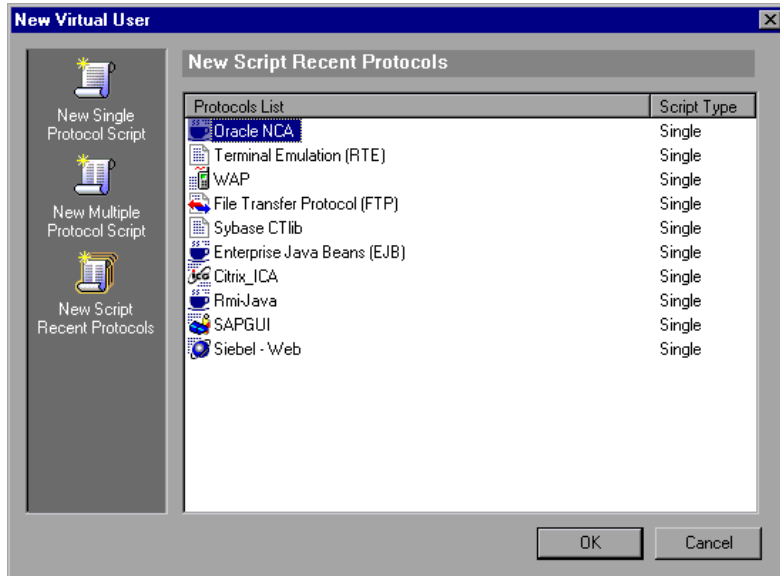 New Virtual User
New Single
Protocol Script
New Multiple
Protocol Script
New Script
Recent Protocols
New Script Recent Protocols
Protocols List Script Type
Oracle NCA Single
Terminal Emulation (RTE) Single
WAP Single
File Transfer Protocol (FTP) Single
Sybase CTlib Single
Enterprise Java Beans (EJB) Single
Citrix_ICA Single
Rmi-Java Single
SAPGUI Single
Siebel - Web Single
OK Cancel